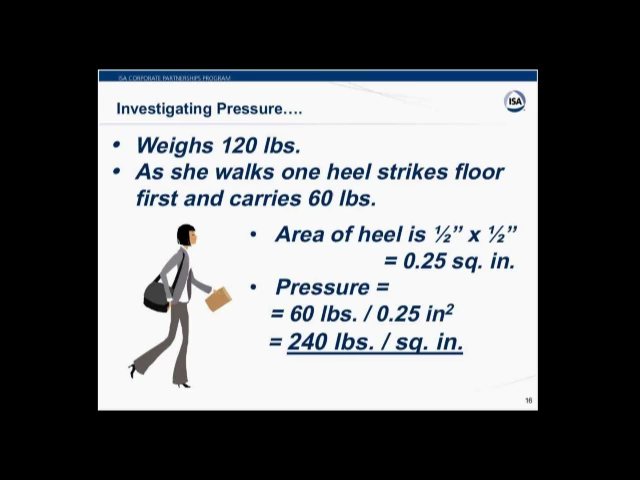 ISA CORPORATE PARTNERSHIPS PROGRAM
Investigating Pressure….
ISA
• Weighs 120 lbs.
• As she walks one heel strikes floor
first and carries 60 lbs.
• Area of heel is ½” x ½”
= 0.25 sq. in.
• Pressure =
= 60 lbs. / 0.25 in²
= 240 lbs. / sq. in.
16